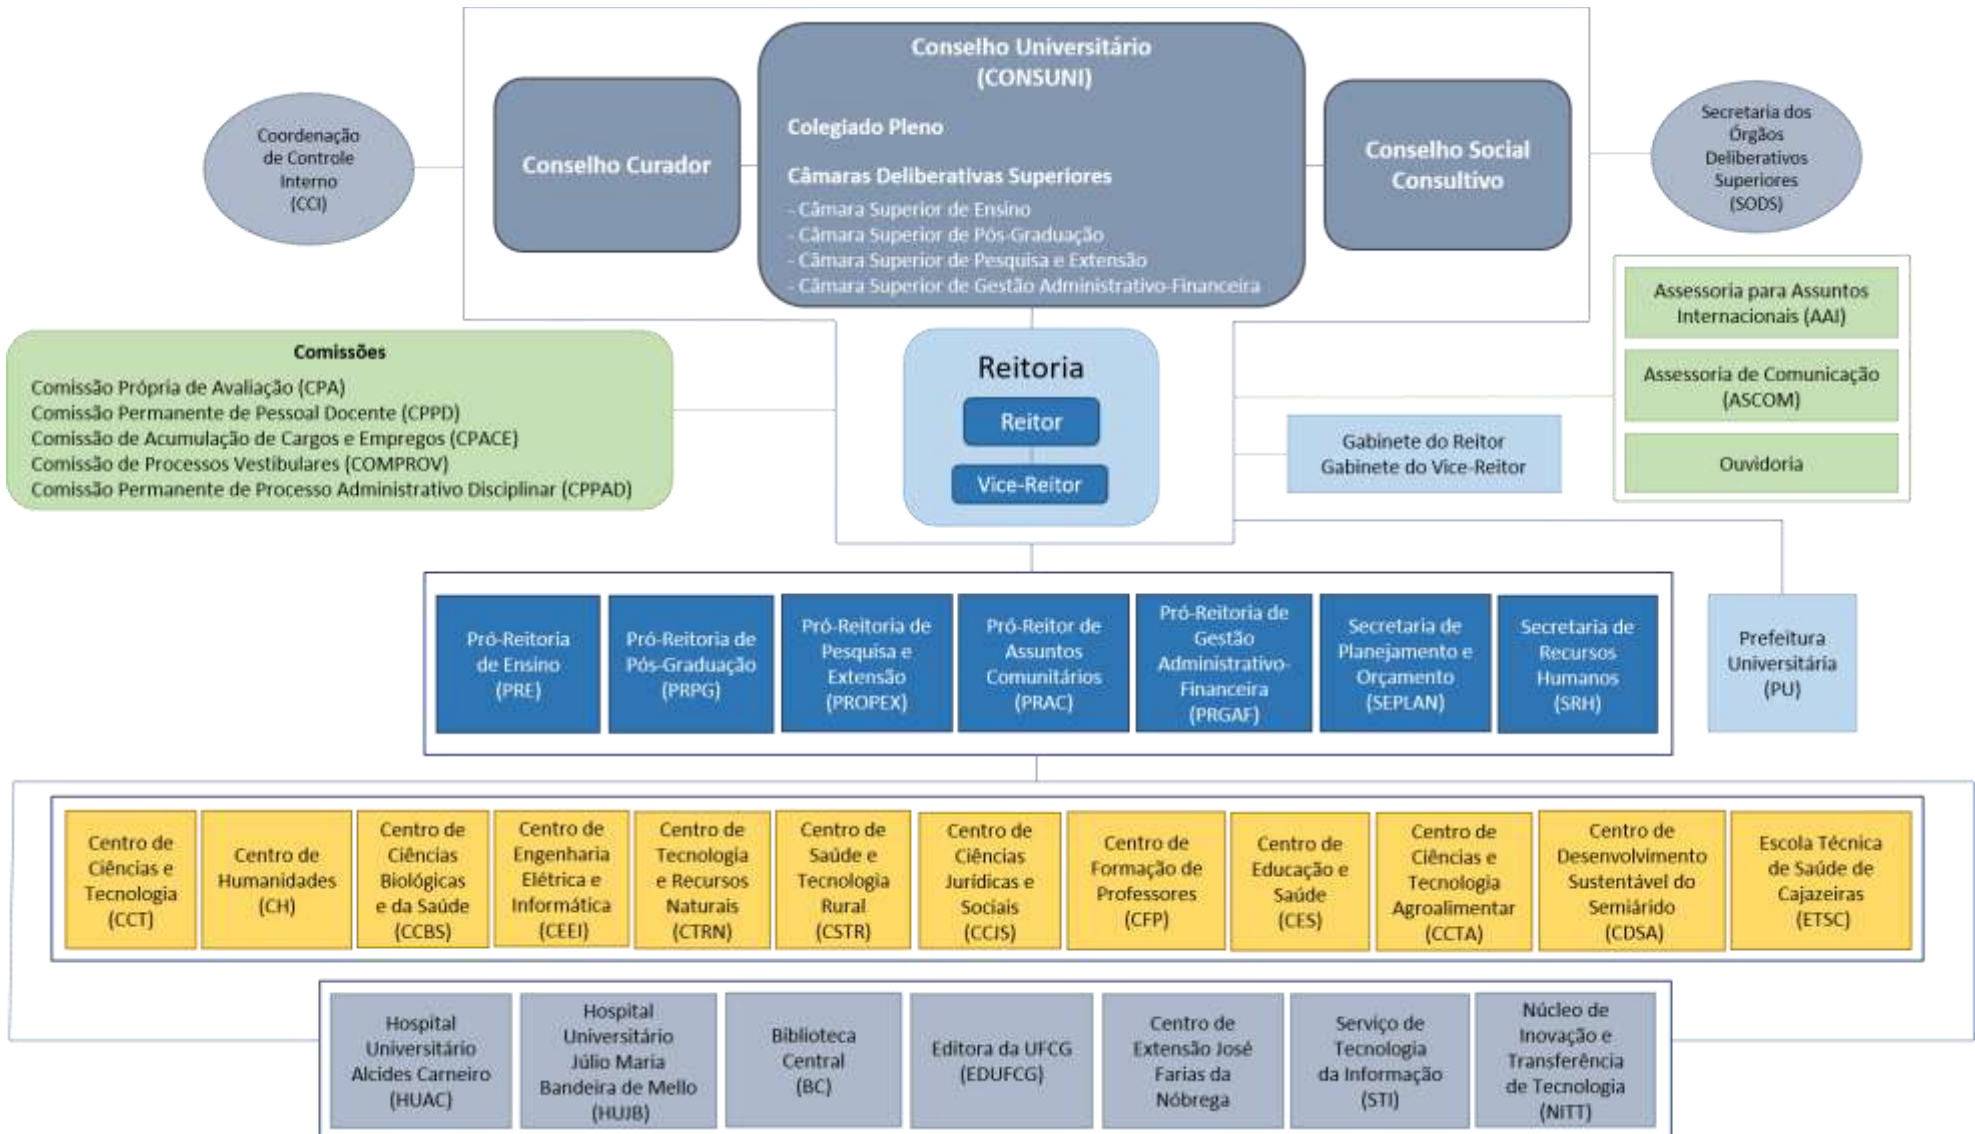 Conselho Universitário
(CONSUNI)
Colegiado Pleno
Câmaras Deliberativas Superiores
- Câmara Superior de Ensino
- Câmara Superior de Pós-Graduação
- Câmara Superior de Pesquisa e Extensão
- Câmara Superior de Gestão Administrativo-Financeira
Coordenação
de Controle
Interno
(CCI)
Conselho Curador
Conselho Social
Consultivo
Secretaria dos
Órgãos
Deliberativos
Superiores
(SODS)
Comissões
Comissão Própria de Avaliação (CPA)
Comissão Permanente de Pessoal Docente (CPPD)
Comissão de Acumulação de Cargos e Empregos (CPACE)
Comissão de Processos Vestibulares (COMPROV)
Comissão Permanente de Processo Administrativo Disciplinar (CPPAD)
Reitoria
Reitor
Vice-Reitor
Gabinete do Reitor
Gabinete do Vice-Reitor
Assessoria para Assuntos
Internacionais (AAI)
Assessoria de Comunicação
(ASCOM)
Ouvidoria
Pró-Reitoria
de Ensino
(PRE)
Pró-Reitoria de
Pós-Graduação
(PRPG)
Pró-Reitoria de
Pesquisa e
Extensão
(PROPEX)
Pró-Reitor de
Assuntos
Comunitários
(PRAC)
Pró-Reitoria de
Gestão
Administrativo-
Financeira
(PRGAF)
Secretaria de
Planejamento e
Orçamento
(SEPLAN)
Secretaria de
Recursos
Humanos
(SRH)
Prefeitura
Universitária
(PU)
Centro de
Ciências e
Tecnologia
(CCT)
Centro de
Humanidades
(CH)
Centro de
Ciências
Biológicas
e da Saúde
(CCBS)
Centro de
Engenharia
Elétrica e
Informática
(CEEI)
Centro de
Tecnologia
e Recursos
Naturais
(CTRN)
Centro de
Saúde e
Tecnologia
Rural
(CSTR)
Centro de
Ciências
Jurídicas e
Sociais
(CCJS)
Centro de
Formação de
Professores
(CFP)
Centro de
Educação e
Saúde
(CES)
Centro de
Ciências e
Tecnologia
Agroalimentar
(CCTA)
Centro de
Desenvolvimento
Sustentável do
Semiárido
(CDSA)
Escola Técnica
de Saúde de
Cajazeiras
(ETSC)
Hospital
Universitário
Alcides Carneiro
(HUAC)
Hospital
Universitário
Júlio Maria
Bandeira de Mello
(HUJB)
Biblioteca
Central
(BC)
Editora da UFCG
(EDUFCG)
Centro de
Extensão José
Farias da
Nóbrega
Serviço de
Tecnologia
da Informação
(STI)
Núcleo de
Inovação e
Transferência
de Tecnologia
(NITT)